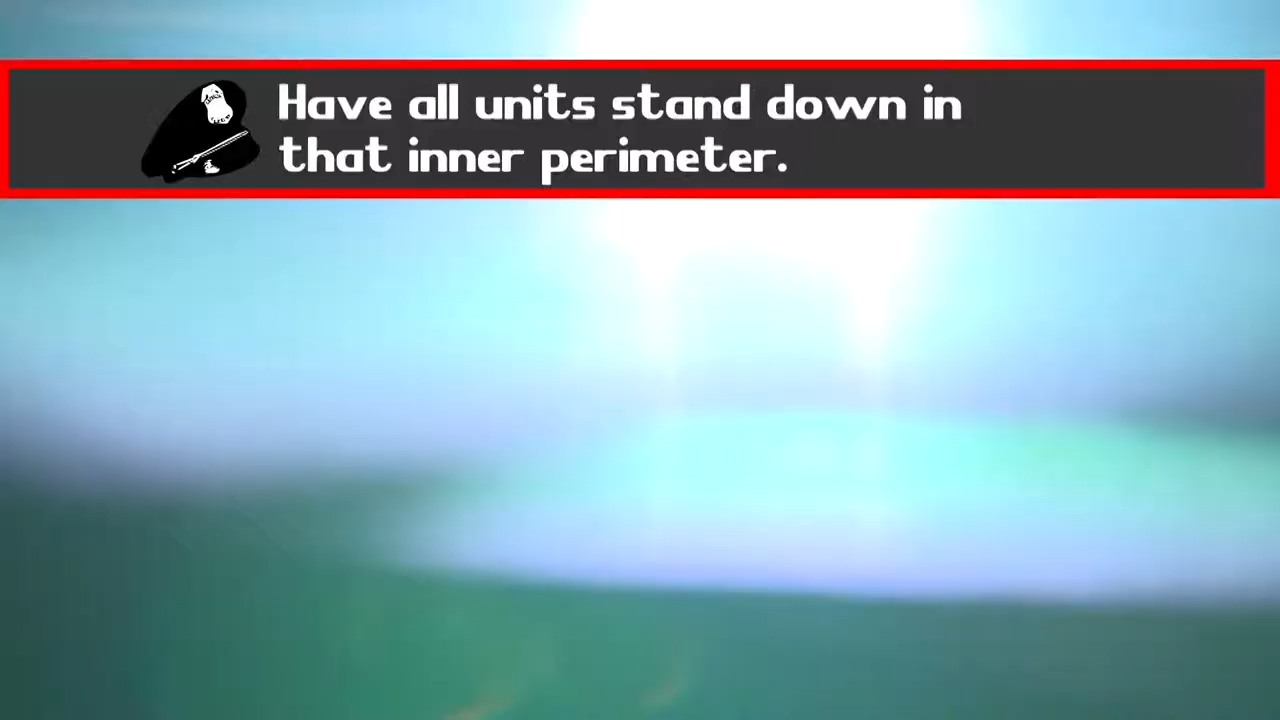 Have all units stand down in
that inner perimeter.